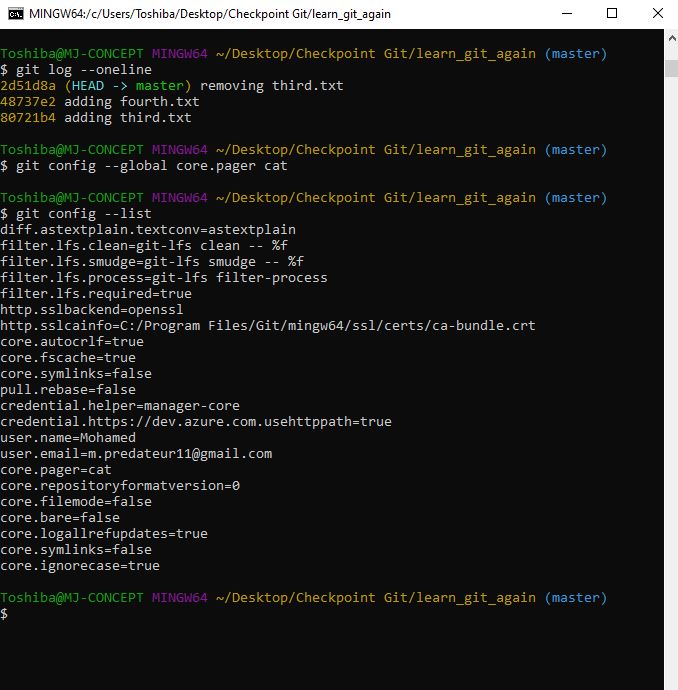 MINGW64:/c/Users/Toshiba/Desktop/Checkpoint Git/learn_git_again
Toshiba@MJ-CONCEPT MINGW64 ~/Desktop/Checkpoint Git/learn_git_again (master)
$ git log --oneline
2d51d8a (HEAD -> master) removing third.txt
48737e2 adding fourth.txt
80721b4 adding third.txt
Toshiba@MJ-CONCEPT MINGW64 ~/Desktop/Checkpoint Git/learn_git_again (master)
$ git config --global core.pager cat
Toshiba@MJ-CONCEPT MINGW64 ~/Desktop/Checkpoint Git/learn_git_again (master)
$ git config --list
diff.astextplain.textconv=astextplain
filter.lfs.clean=git-lfs clean -- %f
filter.lfs.smudge=git-lfs smudge -- %f
filter.lfs.process=git-lfs filter-process
filter.lfs.required=true
http.sslbackend=openssl
http.sslcainfo=C:/Program Files/Git/mingw64/ssl/certs/ca-bundle.crt
core.autocrlf=true
core.fscache=true
core.symlinks=false
pull.rebase=false
credential.helper=manager-core
credential.https://dev.azure.com.usehttppath=true
user.name=Mohamed
user.email=m.predateur11@gmail.com
core.pager=cat
core.repositoryformatversion=0
core.filemode=false
core.bare=false
core.logallrefupdates=true
core.symlinks=false
core.ignorecase=true
Toshiba@MJ-CONCEPT MINGW64 ~/Desktop/Checkpoint Git/learn_git_again (master)
$